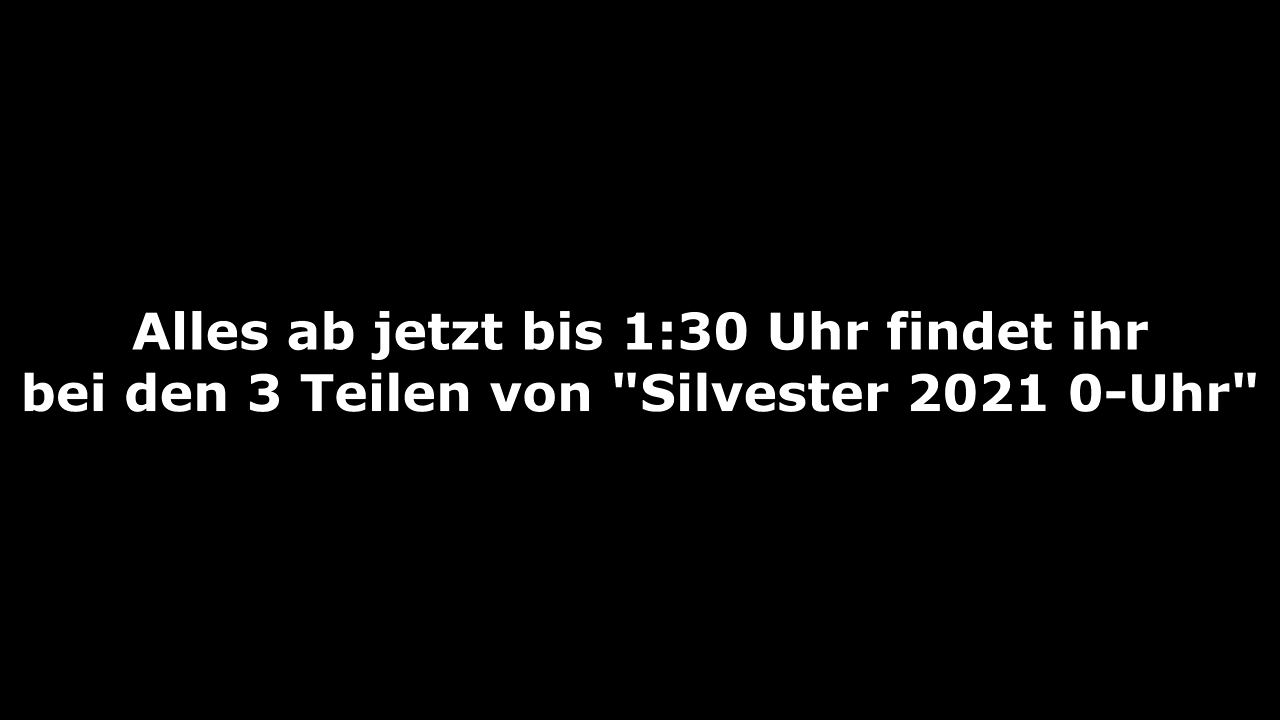 Alles ab jetzt bis 1:30 Uhr findet ihr
bei den 3 Teilen von "Silvester 2021 0-Uhr"